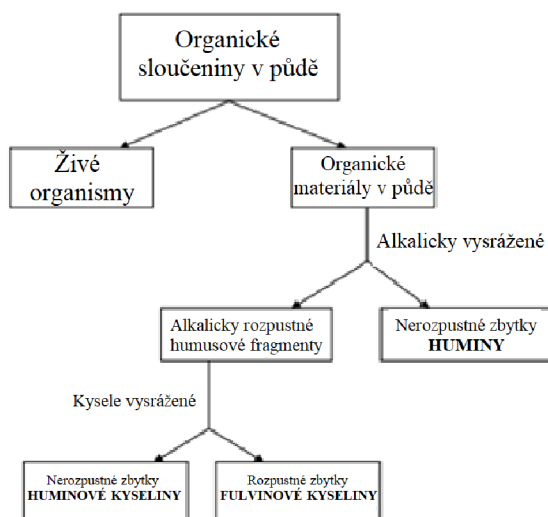 Organické
sloučeniny v půdě
Živé
organismy
Organické
materiály v půdě
Alkalicky vysrážené
Alkalicky rozpustné
humusové fragmenty
Nerozpustné zbytky
HUMINY
Kysele vysrážené
Nerozpustné zbytky
HUMINOVÉ KYSELINY
Rozpustné zbytky
FULVINOVÉ KYSELINY